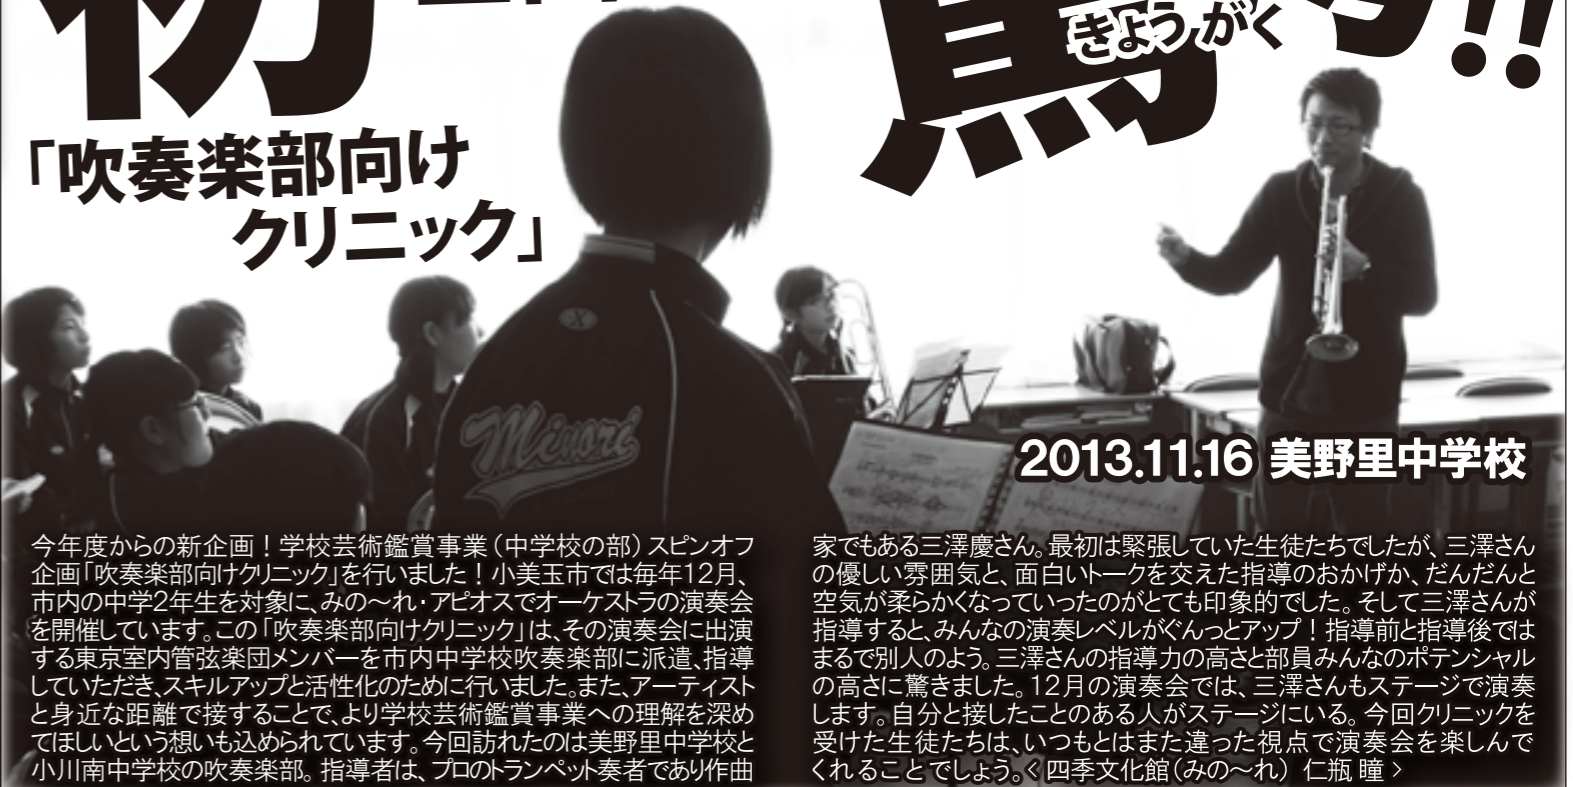 初
驚
きょうがく
!!
「吹奏楽部向け
クリニック」
Minori
2013.11.16 美野里中学校
今年度からの新企画！学校芸術鑑賞事業（中学校の部）スピンオフ
企画「吹奏楽部向けクリニック」を行いました！小美玉市では毎年12月、
市内の中学2年生を対象に、みの〜れ・アピオスでオーケストラの演奏会
を開催しています。この「吹奏楽部向けクリニック」は、その演奏会に出演
する東京室内管弦楽団メンバーを市内中学校吹奏楽部に派遣、指導
していただき、スキルアップと活性化のために行いました。また、アーティスト
と身近な距離で接することで、より学校芸術鑑賞事業への理解を深め
てほしいという想いも込められています。今回訪れたのは美野里中学校と
小川南中学校の吹奏楽部。指導者は、プロのトランペット奏者であり作曲
家でもある三澤慶さん。最初は緊張していた生徒たちでしたが、三澤さん
の優しい雰囲気と、面白いトークを交えた指導のおかげか、だんだんと
空気が柔らかくなっていったのがとても印象的でした。そして三澤さんが
指導すると、みんなの演奏レベルがぐんっとアップ！指導前と指導後では
まるで別人のよう。三澤さんの指導力の高さと部員みんなのポテンシャル
の高さに驚きました。12月の演奏会では、三澤さんもステージで演奏
します。自分と接したことのある人がステージにいる。今回クリニックを
受けた生徒たちは、いつもとはまた違った視点で演奏会を楽しんで
くれることでしょう。< 四季文化館（みの〜れ） 仁瓶 瞳 >